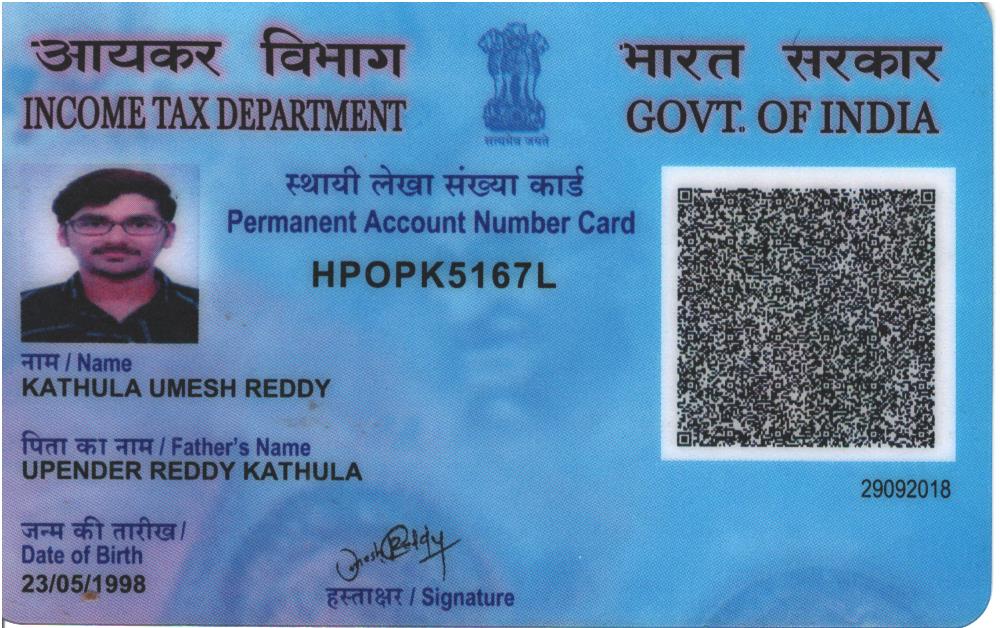 आयकर विभाग
INCOME TAX DEPARTMENT
सत्यमेव जयते
भारत सरकार
GOVT. OF INDIA
स्थायी लेखा संख्या कार्ड
Permanent Account Number Card
HPOPK5167L
नाम / Name
KATHULA UMESH REDDY
पिता का नाम / Father's Name
UPENDER REDDY KATHULA
29092018
जन्म की तारीख /
Date of Birth
23/05/1998
Umesh Reddy
हस्ताक्षर / Signature